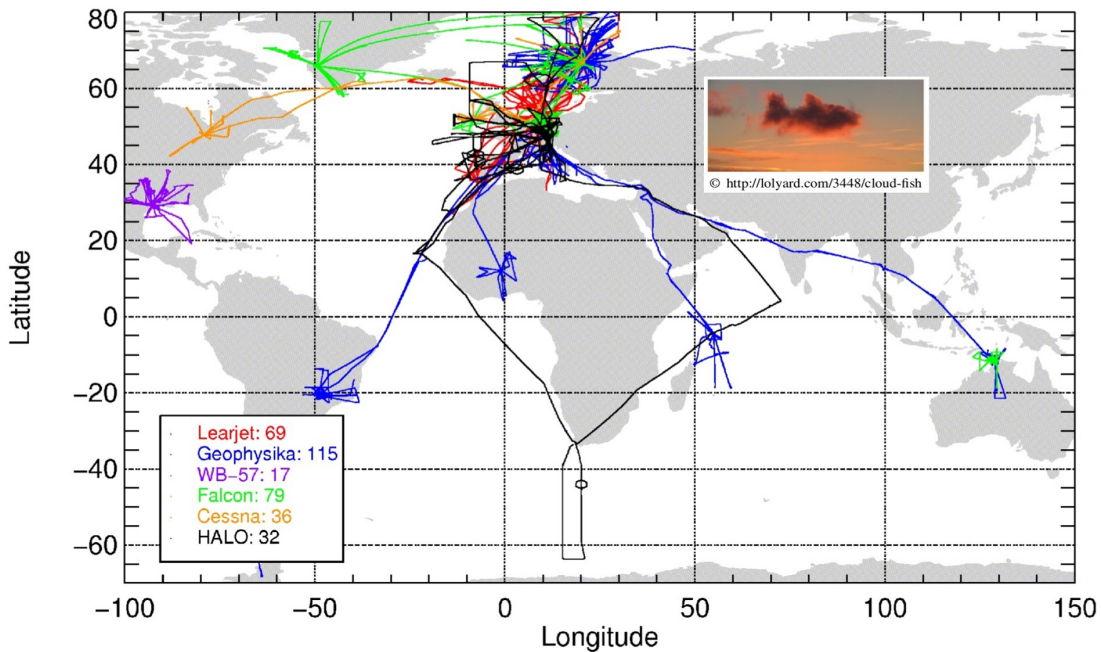 80
60
40
20
0
−20
−40
−60
Latitude
© http://lolyard.com/3448/cloud-fish
Learjet: 69
Geophysika: 115
WB−57: 17
Falcon: 79
Cessna: 36
HALO: 32
−100 −50 0 50 100 150
Longitude